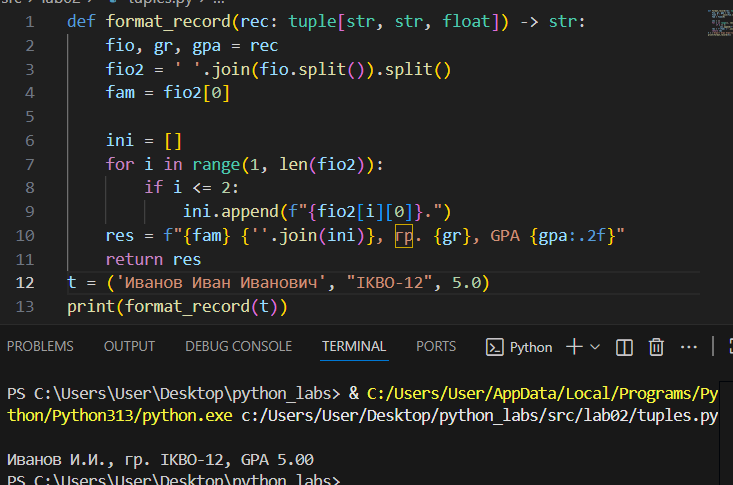 src > lab02 > tuples.py > ...
1 def format_record(rec: tuple[str, str, float]) -> str:
2     fio, gr, gpa = rec
3     fio2 = ' '.join(fio.split()).split()
4     fam = fio2[0]
5
6     ini = []
7     for i in range(1, len(fio2)):
8         if i <= 2:
9             ini.append(f"{fio2[i][0]}.")
10     res = f"{fam} {''.join(ini)}, гр. {gr}, GPA {gpa:.2f}"
11     return res
12 t = ('Иванов Иван Иванович', "IKBO-12", 5.0)
13 print(format_record(t))
PROBLEMS OUTPUT DEBUG CONSOLE TERMINAL PORTS Python
PS C:\Users\User\Desktop\python_labs> & C:/Users/User/AppData/Local/Programs/Py
thon/Python313/python.exe c:/Users/User/Desktop/python_labs/src/lab02/tuples.py
Иванов И.И., гр. IKBO-12, GPA 5.00
PS C:\Users\User\Desktop\python_labs>